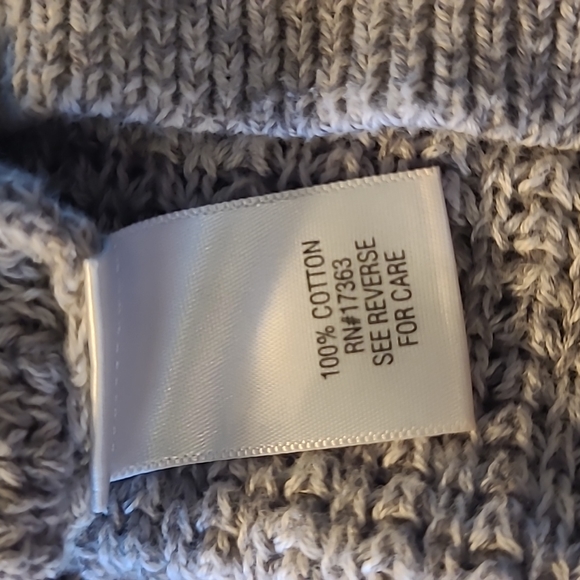 100% COTTON
RN#17363
SEE REVERSE
FOR CARE